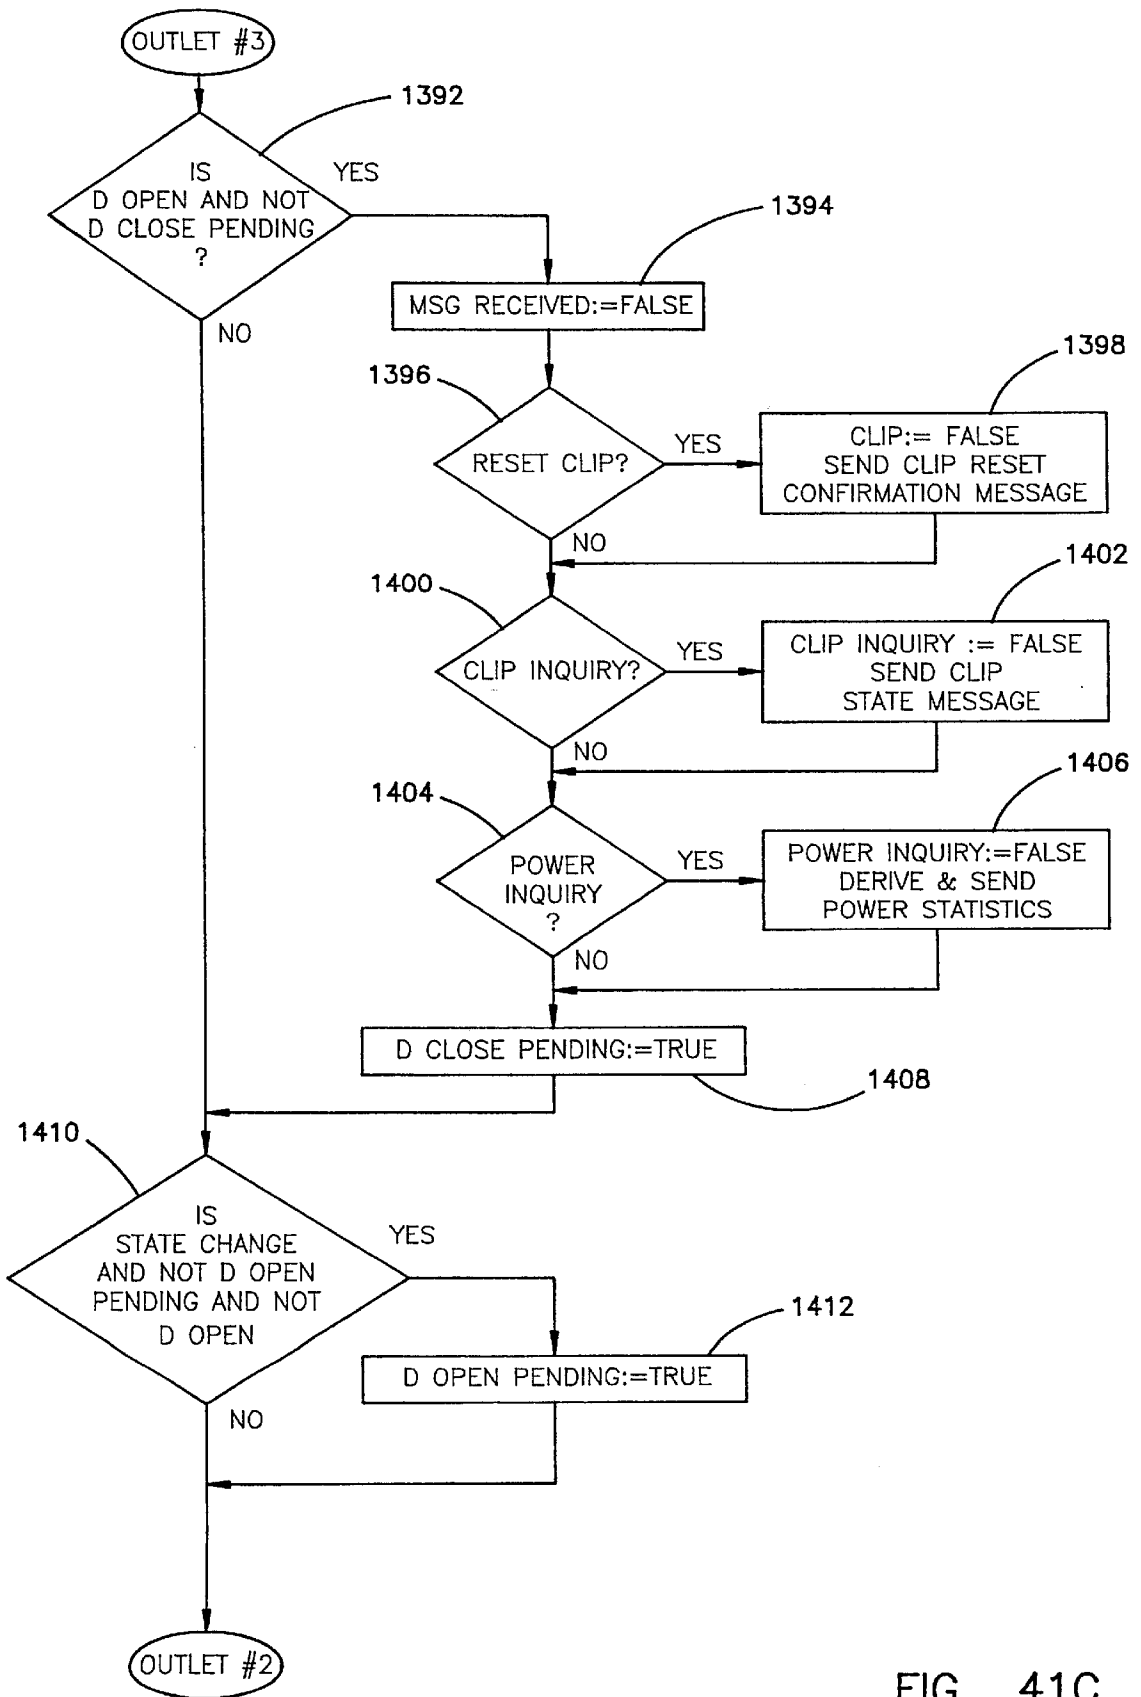 OUTLET #3
1392
IS
D OPEN AND NOT
D CLOSE PENDING
?
YES
NO
1394
MSG RECEIVED:=FALSE
1396
RESET CLIP?
YES
NO
1398
CLIP:= FALSE
SEND CLIP RESET
CONFIRMATION MESSAGE
1400
CLIP INQUIRY?
YES
NO
1402
CLIP INQUIRY := FALSE
SEND CLIP
STATE MESSAGE
1404
POWER
INQUIRY
?
YES
NO
1406
POWER INQUIRY:=FALSE
DERIVE & SEND
POWER STATISTICS
D CLOSE PENDING:=TRUE
1408
1410
IS
STATE CHANGE
AND NOT D OPEN
PENDING AND NOT
D OPEN
YES
NO
1412
D OPEN PENDING:=TRUE
OUTLET #2
FIG. 41C